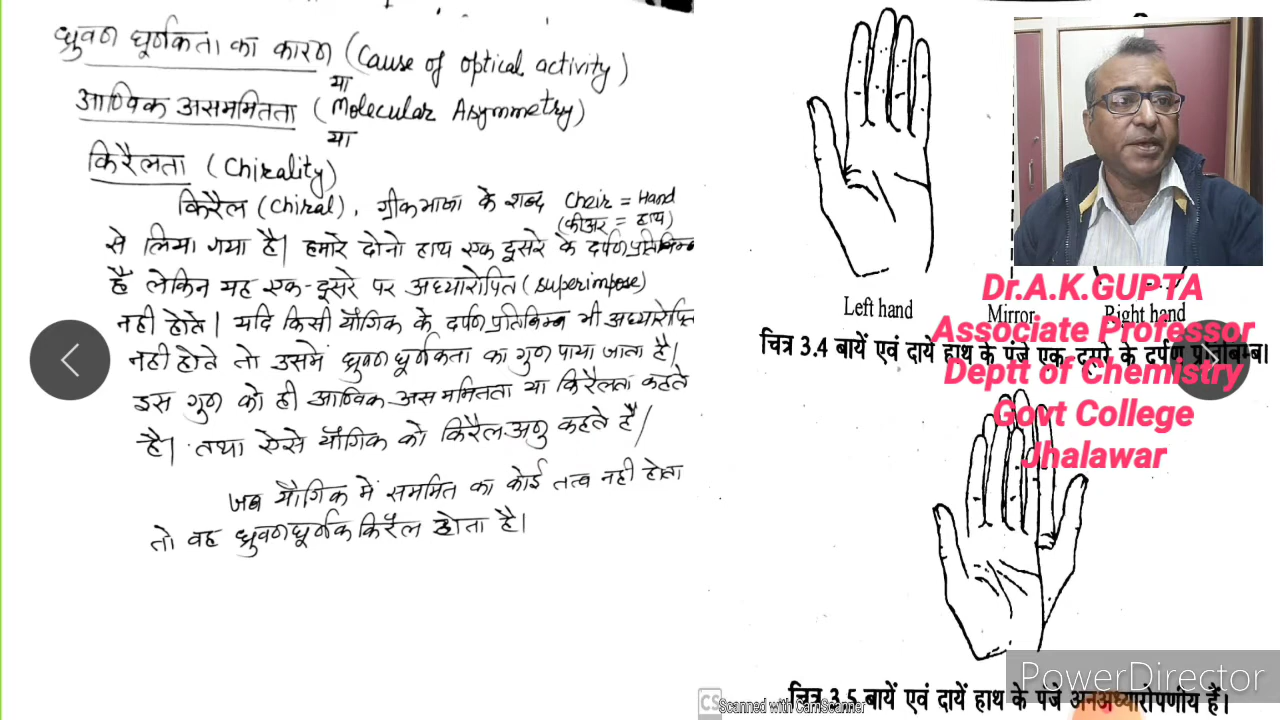 ध्रुवण घूर्णकता का कारण (Cause of optical activity)
या
आण्विक असममितता (Molecular Asymmetry)
या
किरैलता (Chirality)
किरैल (Chiral), ग्रीक भाषा के शब्द Cheir = Hand
(कीअर = हाथ)
से लिया गया है। हमारे दोनो हाथ एक दूसरे के दर्पण प्रतिबिम्ब
है लेकिन यह एक-दूसरे पर अध्यारोपित (superimpose)
नही होते। यदि किसी यौगिक के दर्पण प्रतिबिम्ब भी अध्यारोपित
नही होते तो उसमें ध्रुवण घूर्णकता का गुण पाया जाता है।
इस गुण को ही आण्विक असममितता या किरैलता कहते
है। तथा ऐसे यौगिक को किरैल अणु कहते हैं।
जब यौगिक में सममित का कोई तत्व नही होता
तो वह ध्रुवण घूर्णक किरैल होता है।
Left hand
Mirror
Right hand
चित्र 3.4 बायें एवं दायें हाथ के पंजे एक दूसरे के दर्पण प्रतिबिम्ब।
Dr.A.K.GUPTA
Associate Professor
Deptt of Chemistry
Govt College
Jhalawar
PowerDirector
चित्र 3.5 बायें एवं दायें हाथ के पंजे अनअध्यारोपणीय हैं।
CS Scanned with CamScanner